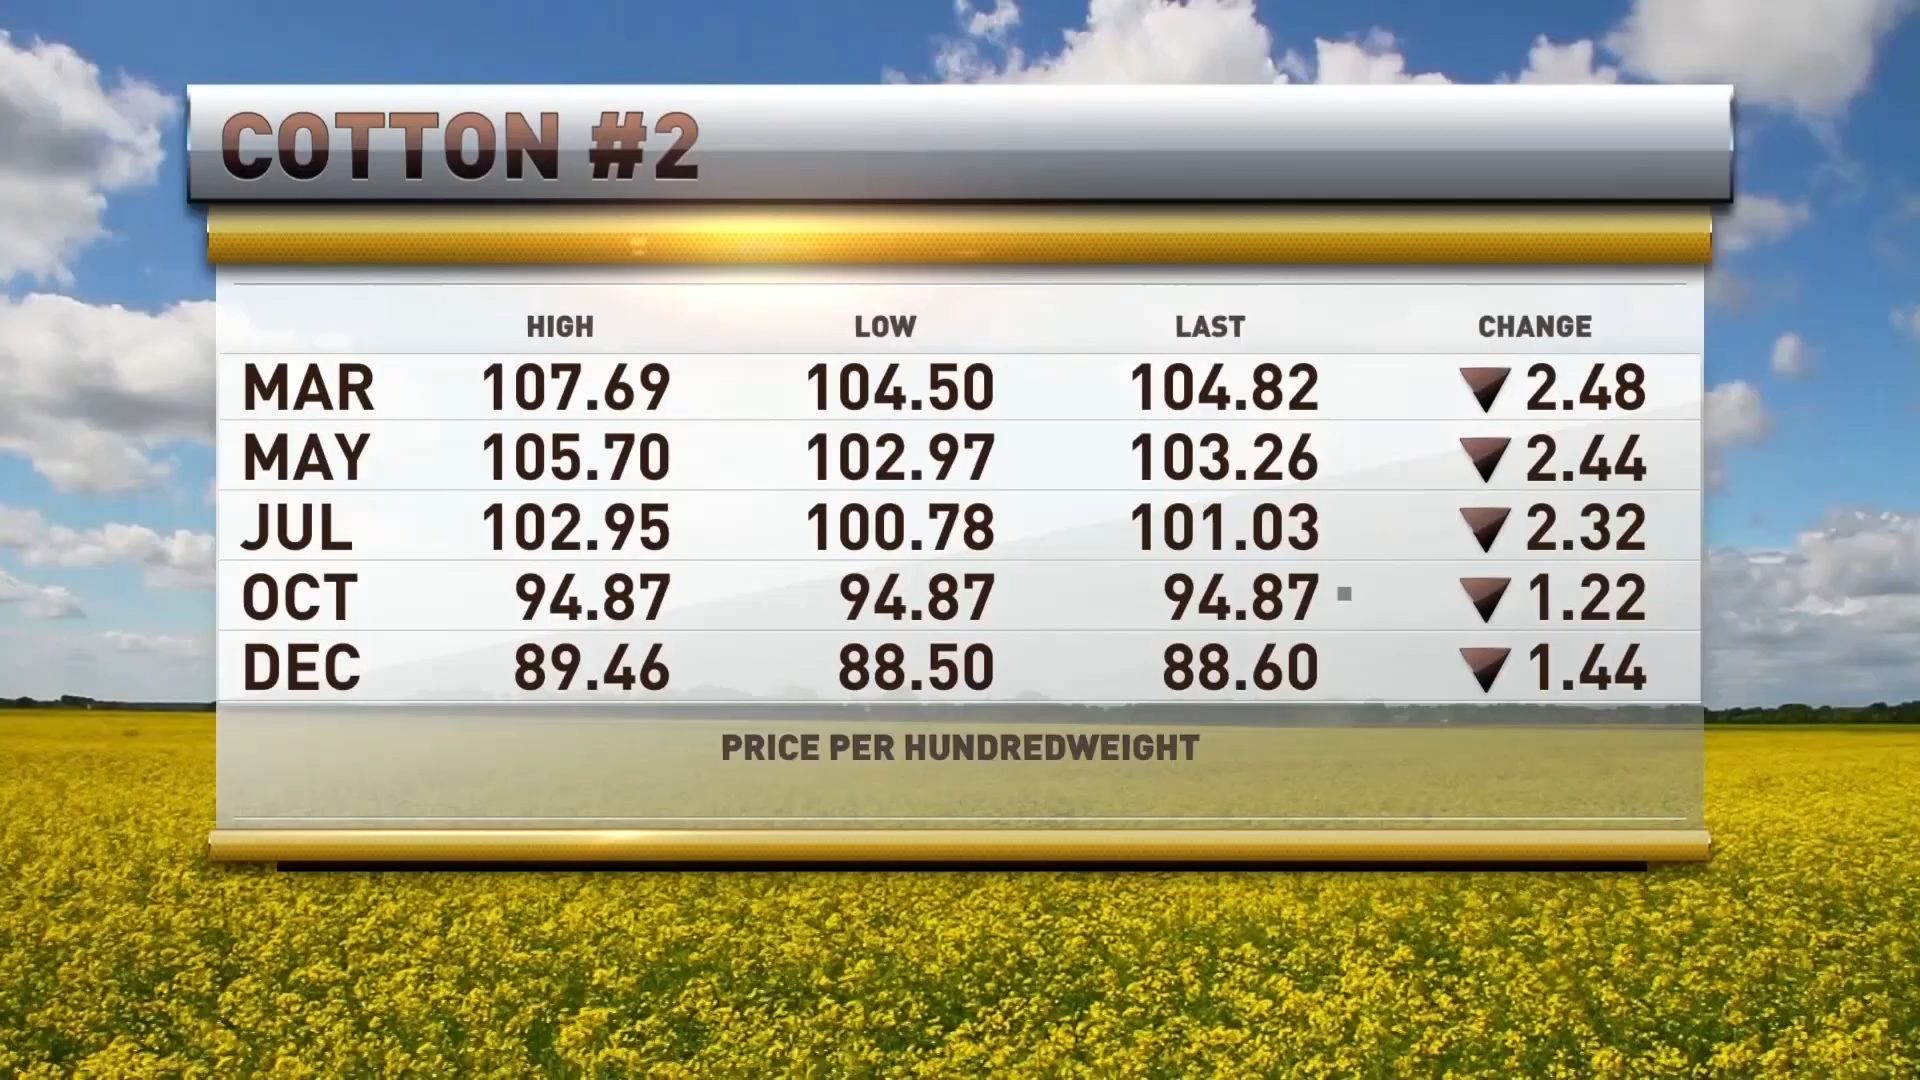 COTTON #2
HIGH LOW LAST CHANGE
MAR 107.69 104.50 104.82 ▼ 2.48
MAY 105.70 102.97 103.26 ▼ 2.44
JUL 102.95 100.78 101.03 ▼ 2.32
OCT 94.87 94.87 94.87 ▪ ▼ 1.22
DEC 89.46 88.50 88.60 ▼ 1.44
PRICE PER HUNDREDWEIGHT